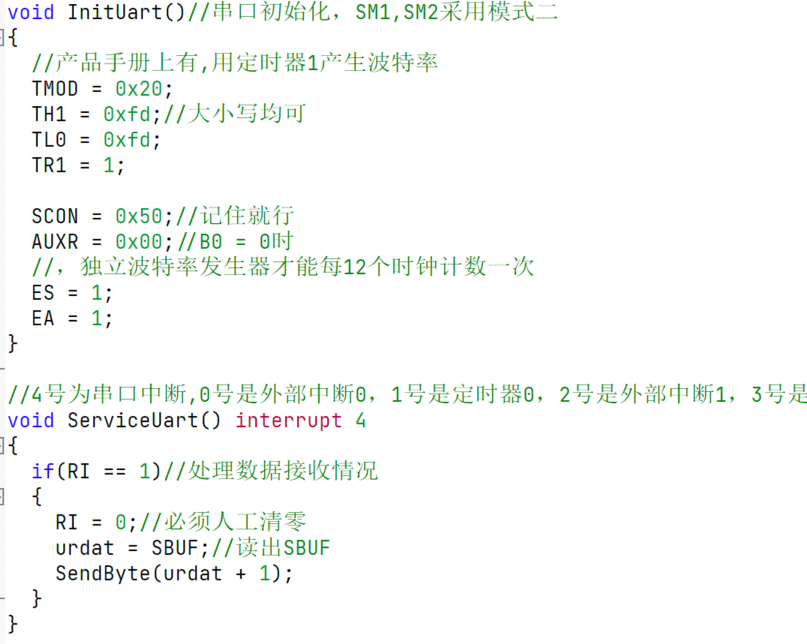 void InitUart()//串口初始化，SM1,SM2采用模式二
{
//产品手册上有,用定时器1产生波特率
TMOD = 0x20;
TH1 = 0xfd;//大小写均可
TL0 = 0xfd;
TR1 = 1;
SCON = 0x50;//记住就行
AUXR = 0x00;//B0 = 0时
//，独立波特率发生器才能每12个时钟计数一次
ES = 1;
EA = 1;
}
//4号为串口中断,0号是外部中断0，1号是定时器0，2号是外部中断1，3号是
void ServiceUart() interrupt 4
{
if(RI == 1)//处理数据接收情况
{
RI = 0;//必须人工清零
urdat = SBUF;//读出SBUF
SendByte(urdat + 1);
}
}